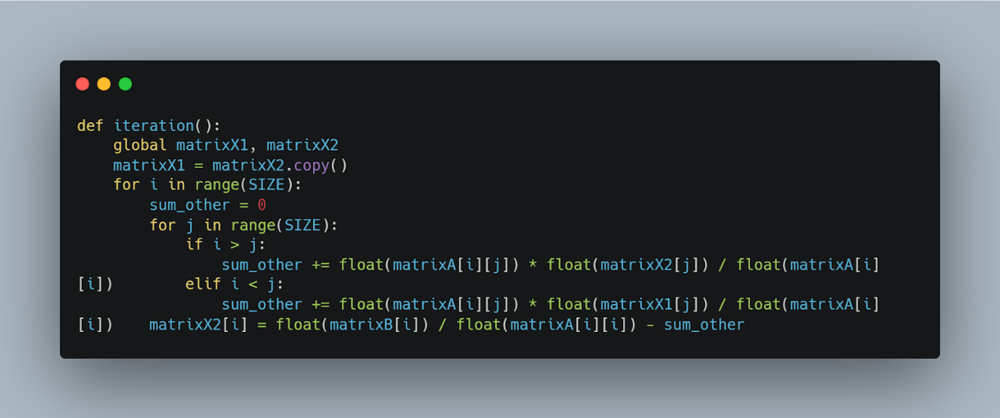 def iteration():
    global matrixX1, matrixX2
    matrixX1 = matrixX2.copy()
    for i in range(SIZE):
        sum_other = 0
        for j in range(SIZE):
            if i > j:
                sum_other += float(matrixA[i][j]) * float(matrixX2[j]) / float(matrixA[i]
[i])        elif i < j:
                sum_other += float(matrixA[i][j]) * float(matrixX1[j]) / float(matrixA[i]
[i])    matrixX2[i] = float(matrixB[i]) / float(matrixA[i][i]) - sum_other